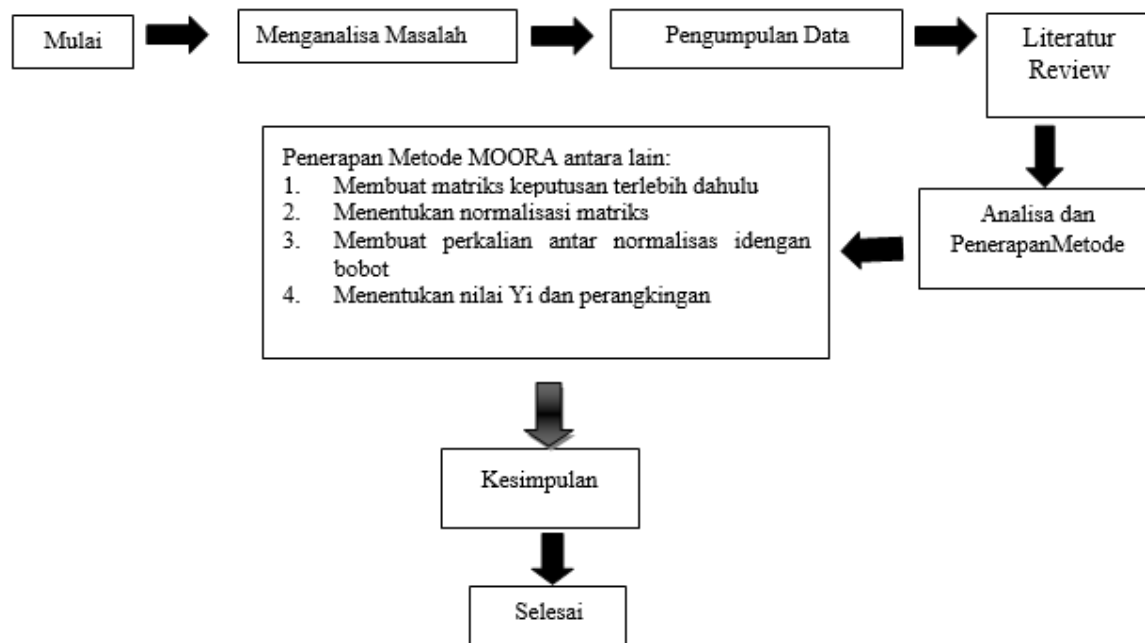 Mulai
Menganalisa Masalah
Pengumpulan Data
Literatur
Review
Analisa dan
PenerapanMetode
Penerapan Metode MOORA antara lain:
1. Membuat matriks keputusan terlebih dahulu
2. Menentukan normalisasi matriks
3. Membuat perkalian antar normalisas idengan
bobot
4. Menentukan nilai Yi dan perangkingan
Kesimpulan
Selesai